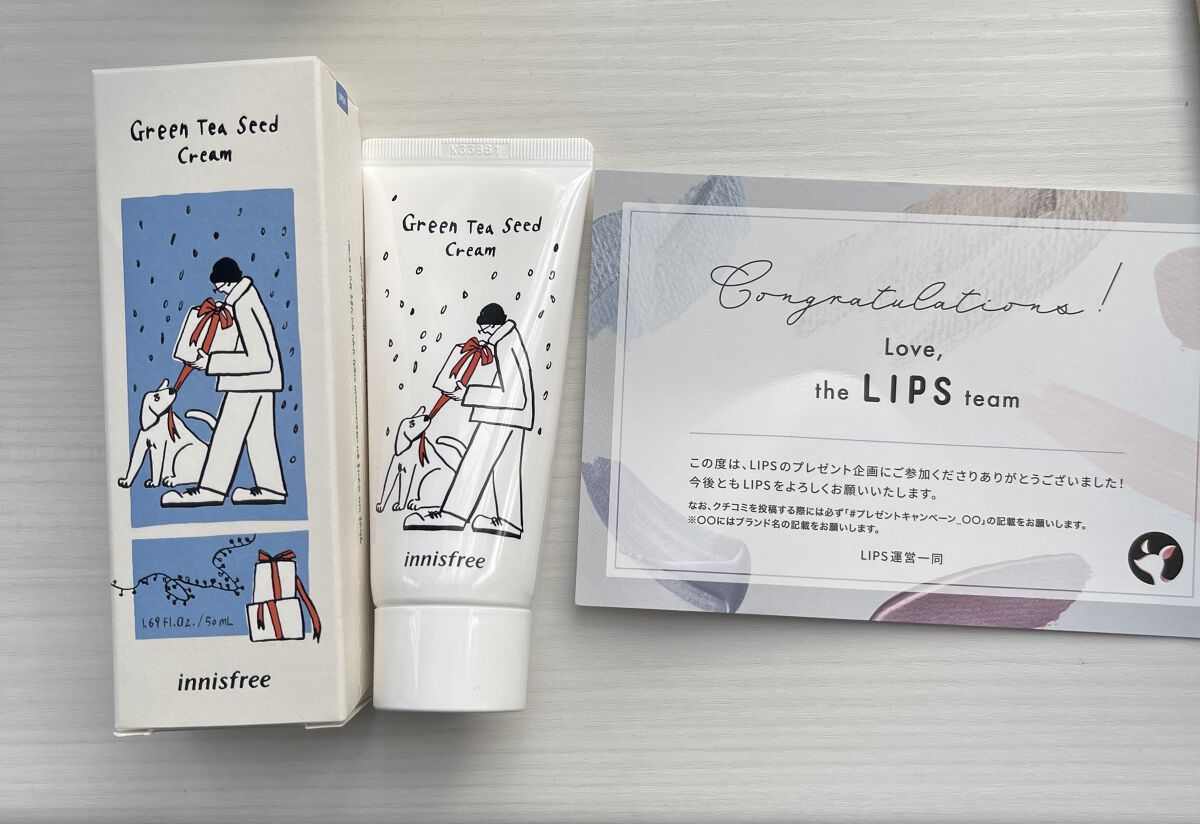 Green Tea Seed
Cream
1.69 Fl.Oz./50mL
innisfree
K33861
Green Tea Seed
Cream
innisfree
Congratulations!
Love,
the LIPS team
この度は、LIPSのプレゼント企画にご参加くださりありがとうございました!
今後ともLIPSをよろしくお願いいたします。
なお、クチコミを投稿する際には必ず「#プレゼントキャンペーン_〇〇」の記載をお願いします。
※〇〇にはブランド名の記載をお願いします。
LIPS運営一同